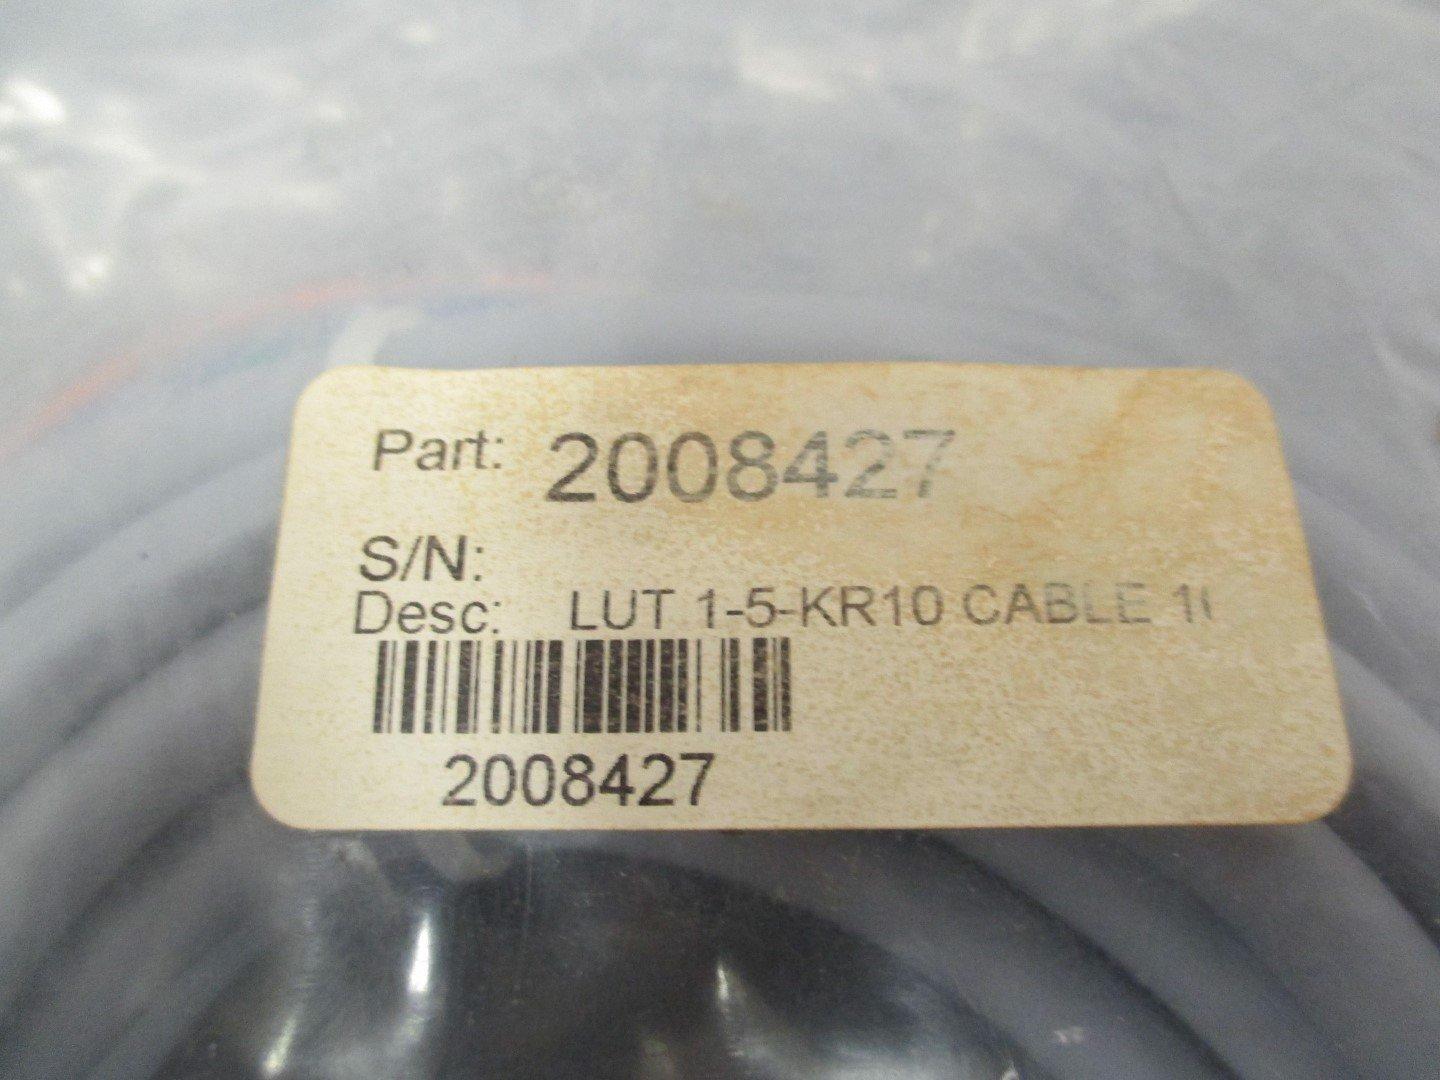 Part: 2008427
S/N:
Desc: LUT 1-5-KR10 CABLE
2008427